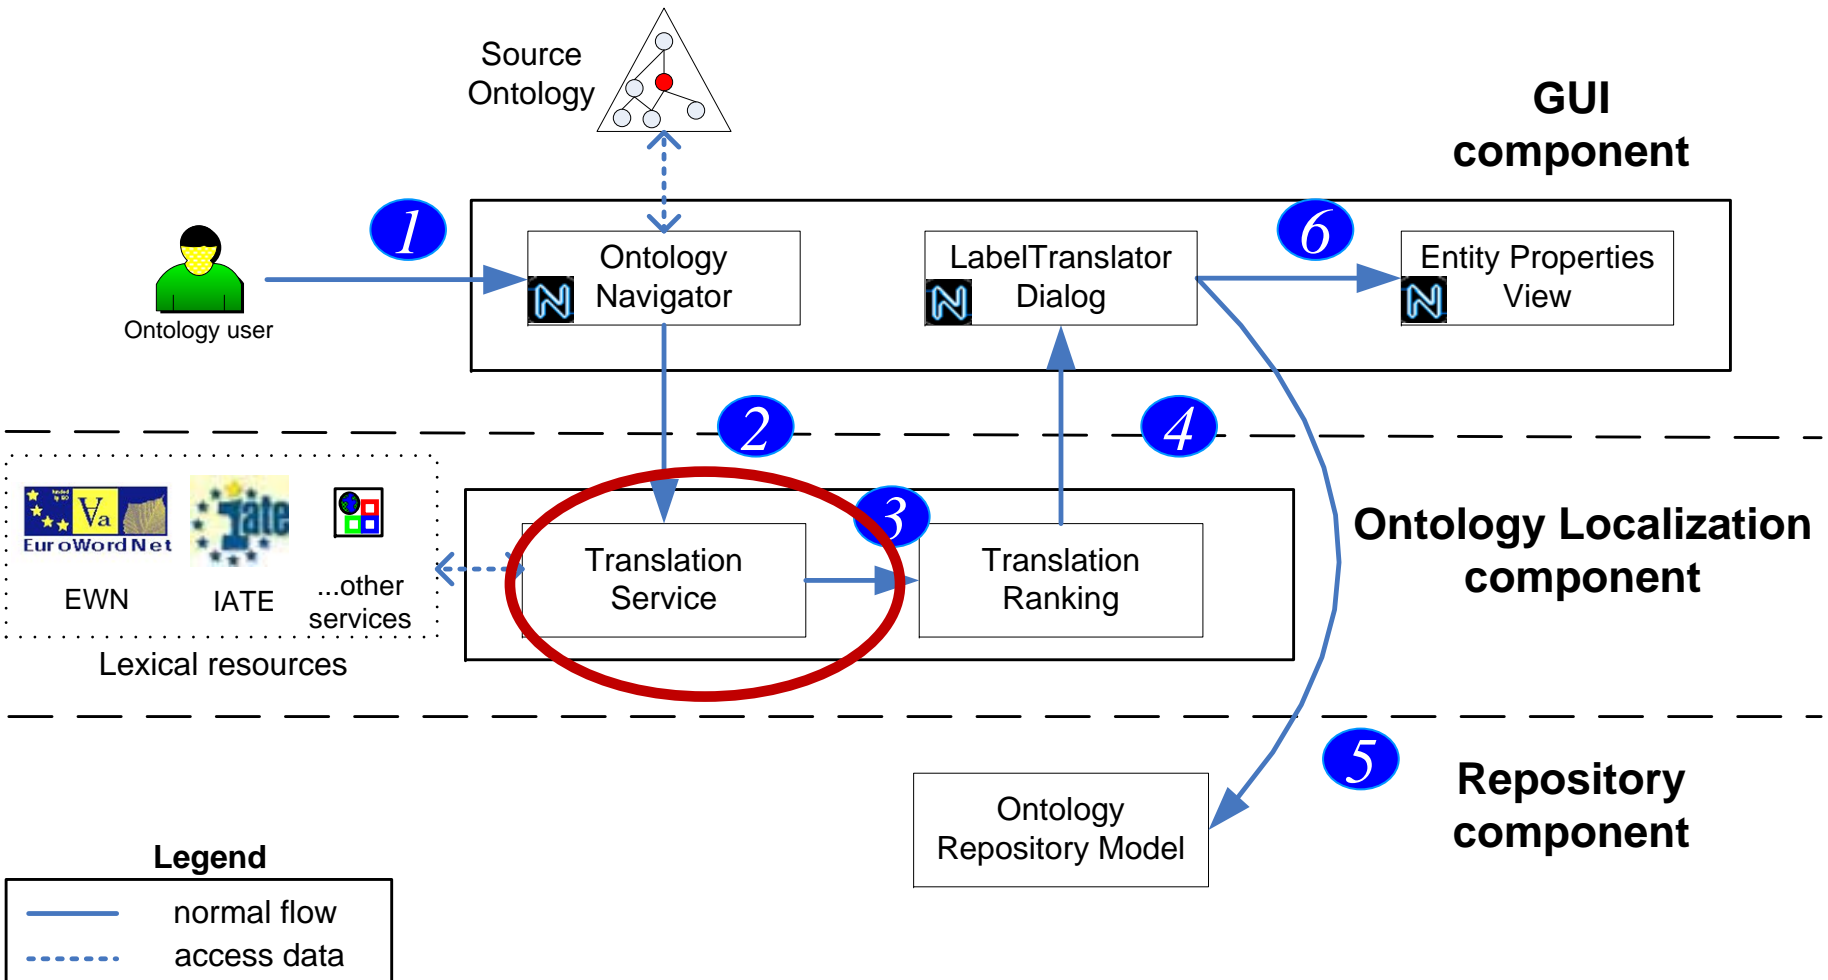 Source
Ontology
GUI
component
1
Ontology
Navigator
LabelTranslator
Dialog
6
Entity Properties
View
Ontology user
2
4
EuroWordNet
EWN
Iate
IATE
...other
services
Lexical resources
3
Translation
Service
Translation
Ranking
Ontology Localization
component
5
Ontology
Repository Model
Repository
component
Legend
normal flow
access data